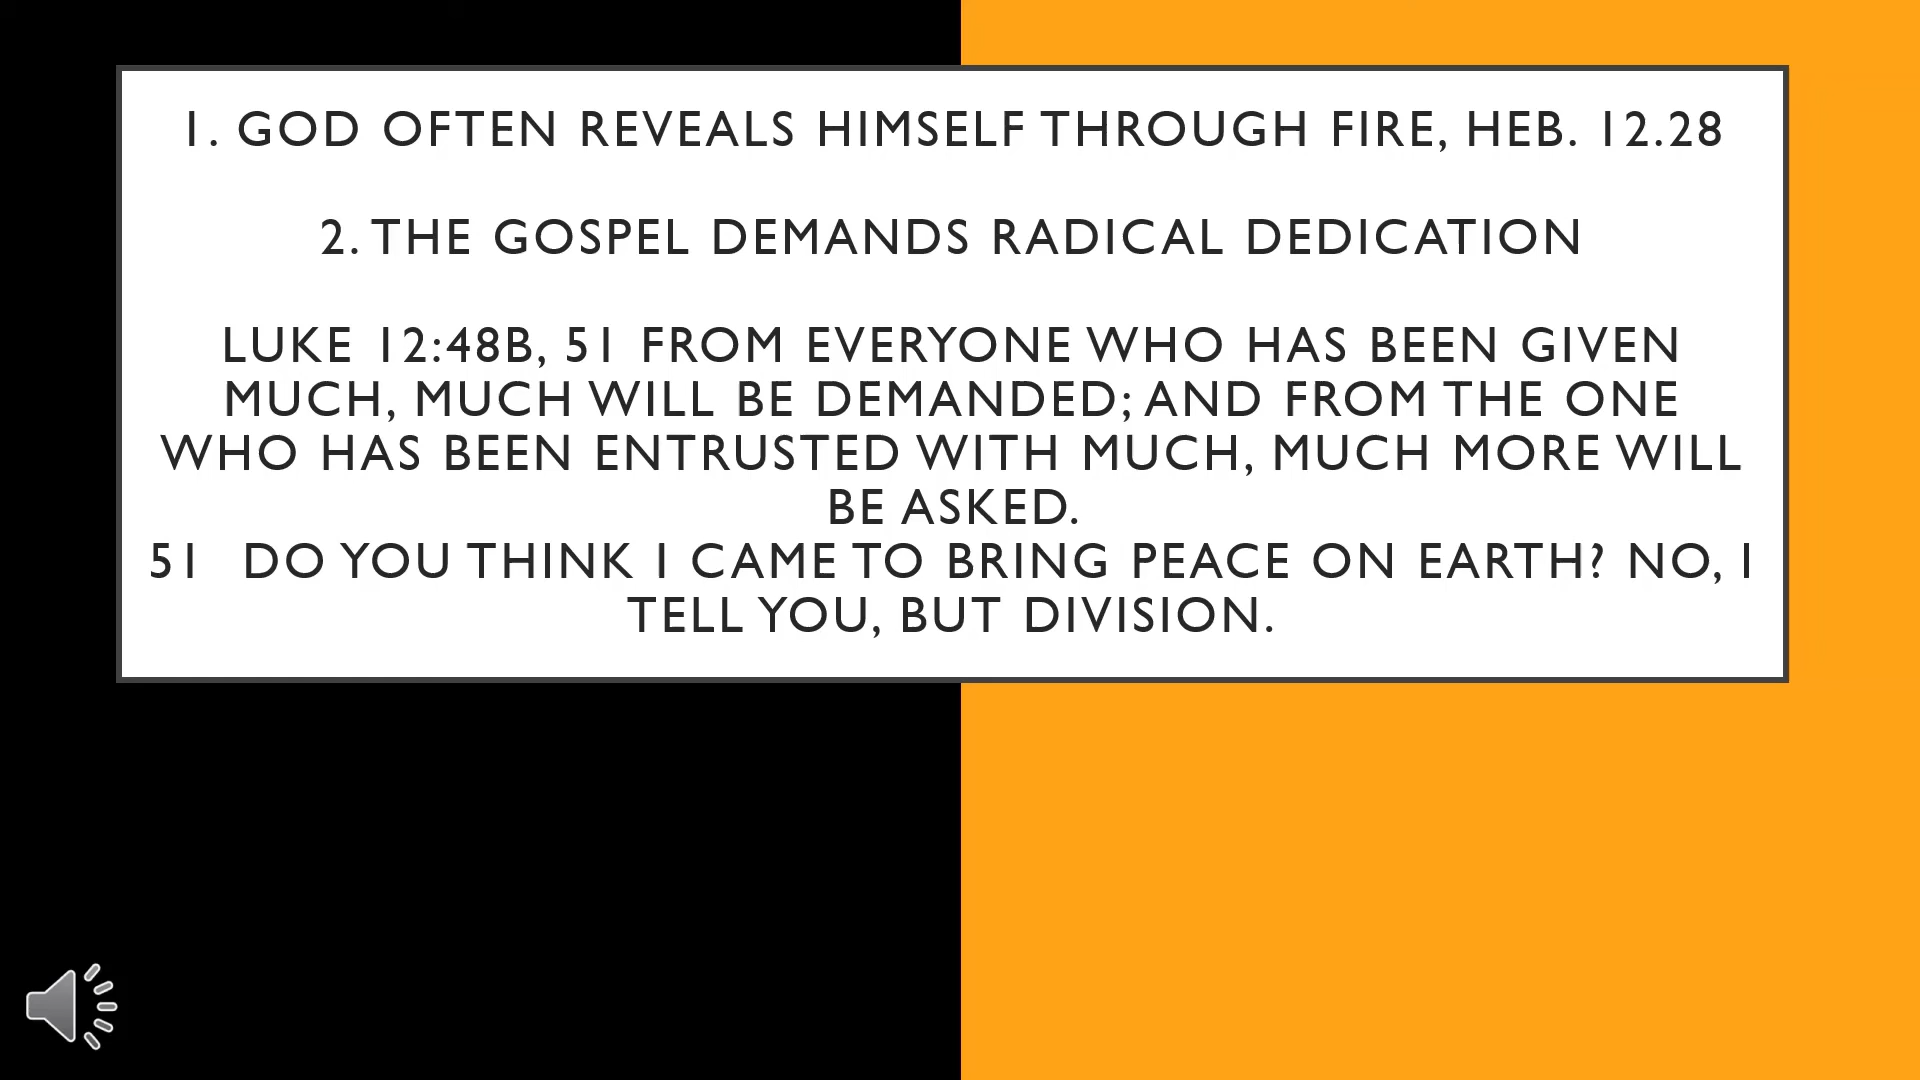 1. GOD OFTEN REVEALS HIMSELF THROUGH FIRE, HEB. 12.28
2. THE GOSPEL DEMANDS RADICAL DEDICATION
LUKE 12:48B, 51 FROM EVERYONE WHO HAS BEEN GIVEN
MUCH, MUCH WILL BE DEMANDED; AND FROM THE ONE
WHO HAS BEEN ENTRUSTED WITH MUCH, MUCH MORE WILL
BE ASKED.
51 DO YOU THINK I CAME TO BRING PEACE ON EARTH? NO, I
TELL YOU, BUT DIVISION.